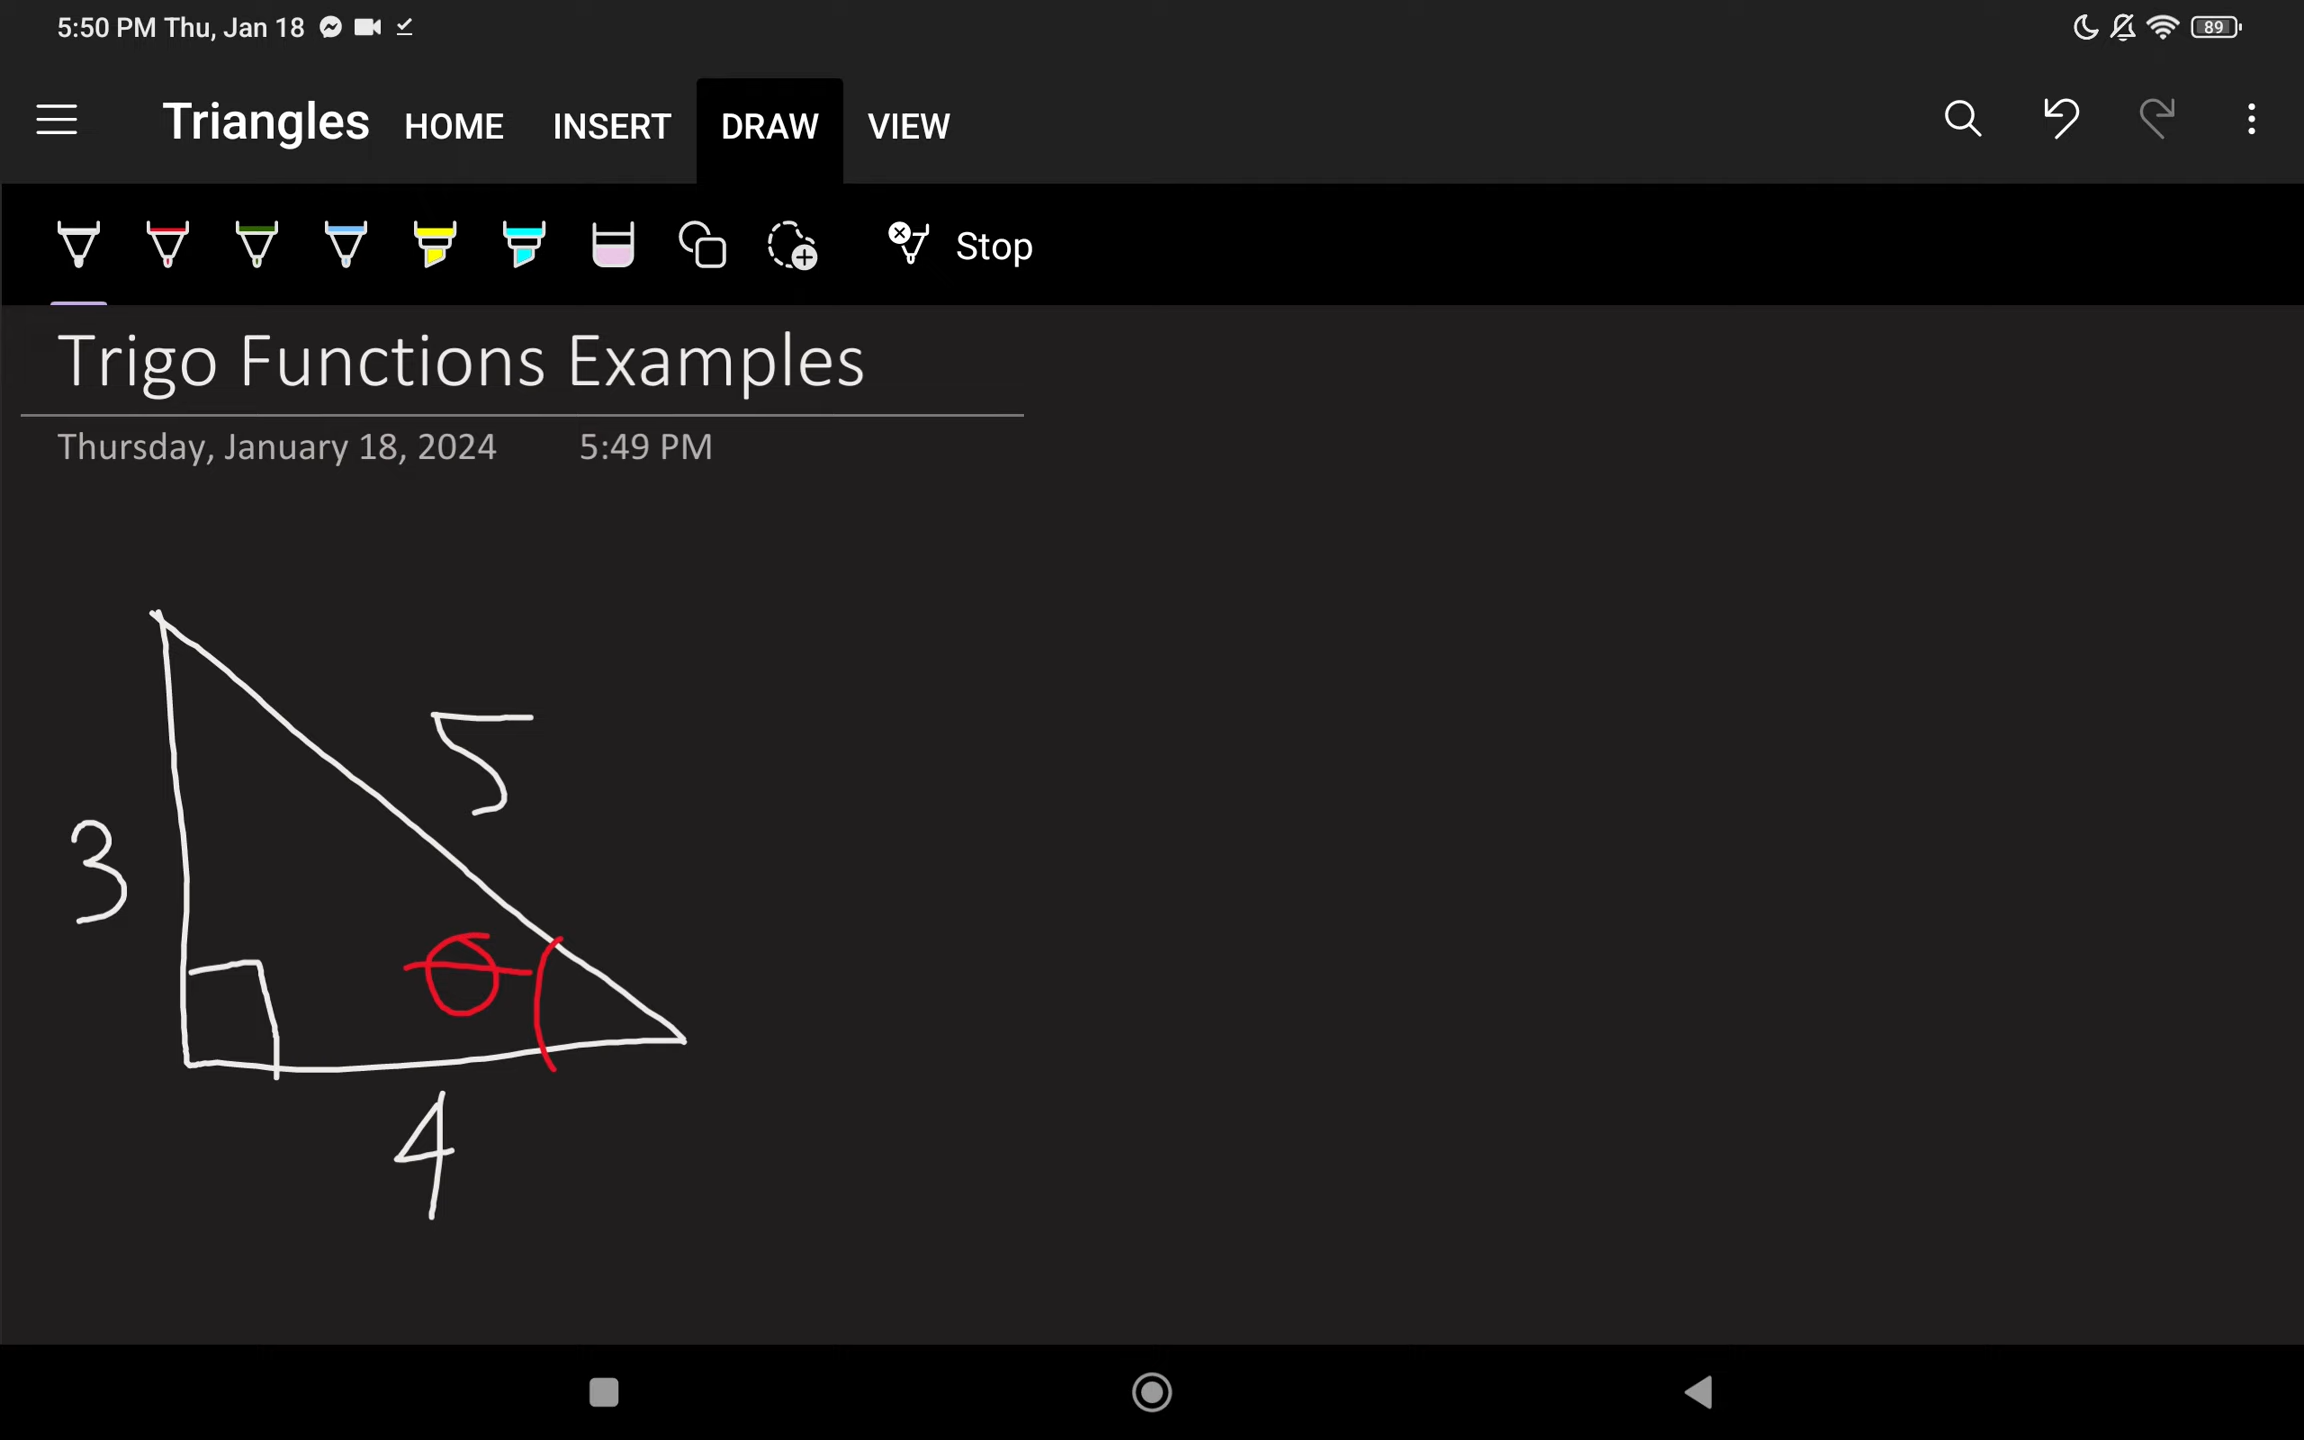 5:50 PM Thu, Jan 18
89
Triangles HOME INSERT DRAW VIEW
Stop
Trigo Functions Examples
Thursday, January 18, 2024 5:49 PM
5
3
θ
4